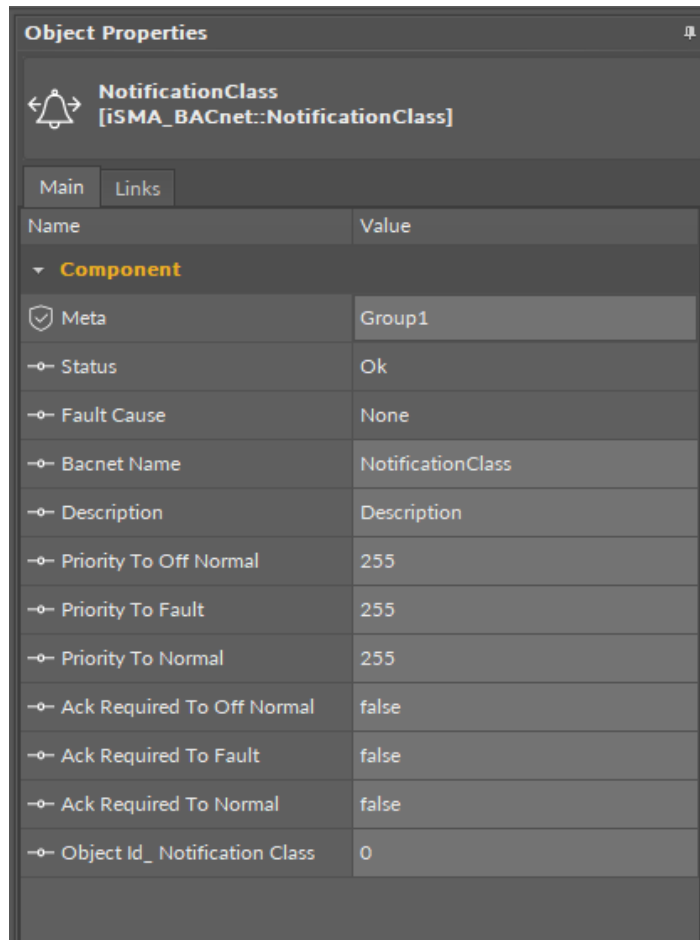 Object Properties
NotificationClass
[iSMA_BACnet::NotificationClass]
Main Links
Name Value
Component
Meta Group1
Status Ok
Fault Cause None
Bacnet Name NotificationClass
Description Description
Priority To Off Normal 255
Priority To Fault 255
Priority To Normal 255
Ack Required To Off Normal false
Ack Required To Fault false
Ack Required To Normal false
Object Id_ Notification Class 0